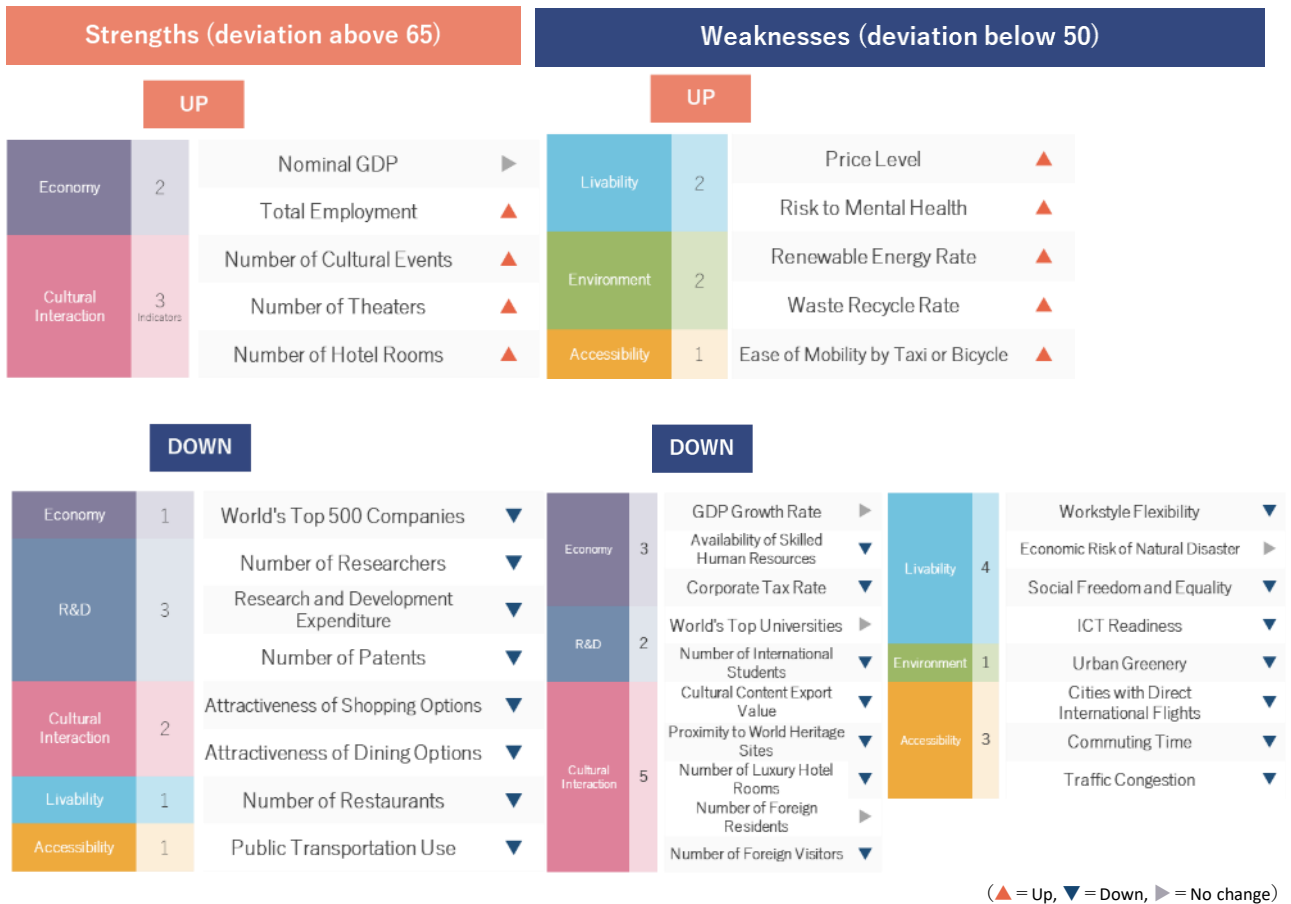 Strengths (deviation above 65)
Weaknesses (deviation below 50)
UP
Economy
2
Nominal GDP
Total Employment
Cultural
Interaction
3
Indicators
Number of Cultural Events
Number of Theaters
Number of Hotel Rooms
UP
Livability
2
Price Level
Risk to Mental Health
Environment
2
Renewable Energy Rate
Waste Recycle Rate
Accessibility
1
Ease of Mobility by Taxi or Bicycle
DOWN
Economy
1
World's Top 500 Companies
R&D
3
Number of Researchers
Research and Development
Expenditure
Number of Patents
Cultural
Interaction
2
Attractiveness of Shopping Options
Attractiveness of Dining Options
Livability
1
Number of Restaurants
Accessibility
1
Public Transportation Use
DOWN
Economy
3
GDP Growth Rate
Availability of Skilled
Human Resources
Corporate Tax Rate
R&D
2
World's Top Universities
Number of International
Students
Cultural
Interaction
5
Cultural Content Export
Value
Proximity to World Heritage
Sites
Number of Luxury Hotel
Rooms
Number of Foreign
Residents
Number of Foreign Visitors
Livability
4
Workstyle Flexibility
Economic Risk of Natural Disaster
Social Freedom and Equality
ICT Readiness
Environment
1
Urban Greenery
Accessibility
3
Cities with Direct
International Flights
Commuting Time
Traffic Congestion
(▲ = Up, ▼ = Down, ▶ = No change)